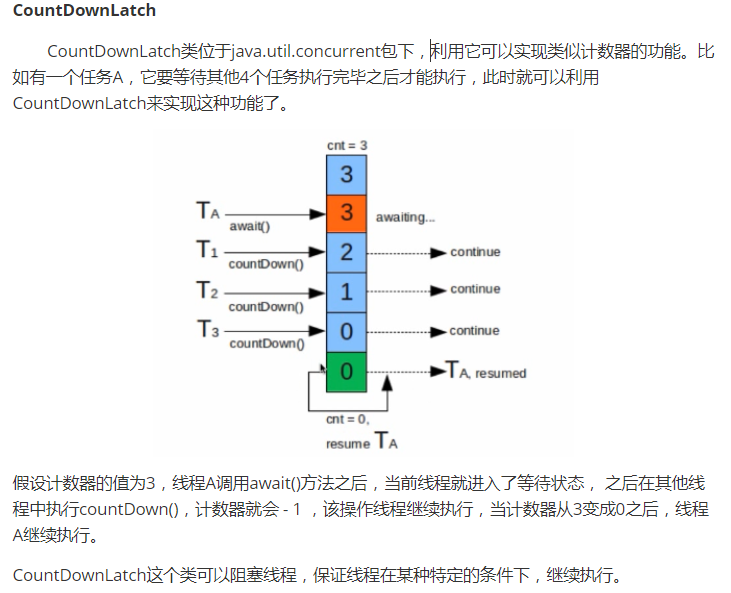 CountDownLatch
CountDownLatch类位于java.util.concurrent包下，利用它可以实现类似计数器的功能。比
如有一个任务A，它要等待其他4个任务执行完毕之后才能执行，此时就可以利用
CountDownLatch来实现这种功能了。
cnt = 3
3
TA await() 3 awaiting...
T1 countDown() 2 continue
T2 countDown() 1 continue
T3 countDown() 0 continue
0 TA, resumed
cnt = 0,
resume TA
假设计数器的值为3，线程A调用await()方法之后，当前线程就进入了等待状态， 之后在其他线
程中执行countDown()，计数器就会 - 1 ，该操作线程继续执行，当计数器从3变成0之后，线程
A继续执行。
CountDownLatch这个类可以阻塞线程，保证线程在某种特定的条件下，继续执行。